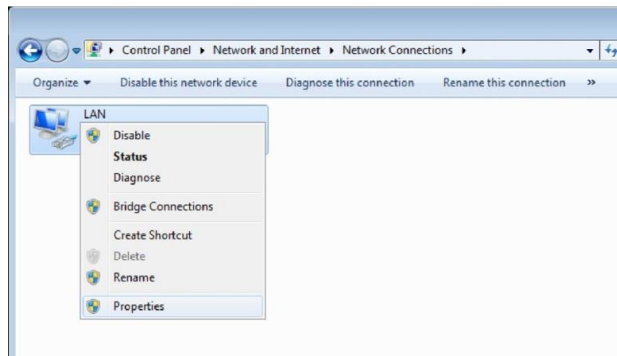 Control Panel ▸ Network and Internet ▸ Network Connections ▸
Organize ▾ Disable this network device Diagnose this connection Rename this connection »
LAN
Disable
Status
Diagnose
Bridge Connections
Create Shortcut
Delete
Rename
Properties